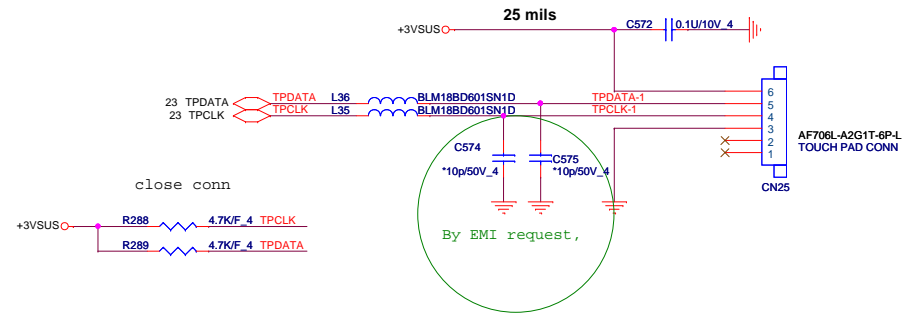 25 mils
+3VSUS
C572 0.1U/10V_4
23 TPDATA TPDATA L36 BLM18BD601SN1D TPDATA-1
23 TPCLK TPCLK L35 BLM18BD601SN1D TPCLK-1
6
5
4
3
2
1
AF706L-A2G1T-6P-L
TOUCH PAD CONN
CN25
C574
*10p/50V_4
C575
*10p/50V_4
close conn
+3VSUS
R288 4.7K/F_4 TPCLK
R289 4.7K/F_4 TPDATA
By EMI request,